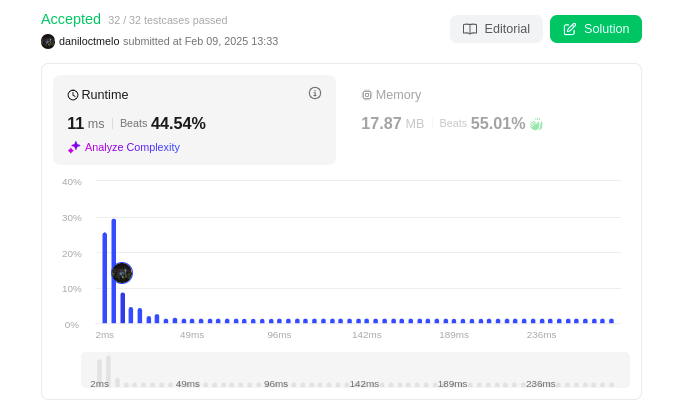 Accepted 32 / 32 testcases passed
daniloctmelo submitted at Feb 09, 2025 13:33
Editorial
Solution
Runtime
11 ms Beats 44.54%
Analyze Complexity
Memory
17.87 MB Beats 55.01%
40%
30%
20%
10%
0%
2ms 49ms 96ms 142ms 189ms 236ms
2ms 49ms 96ms 142ms 189ms 236ms